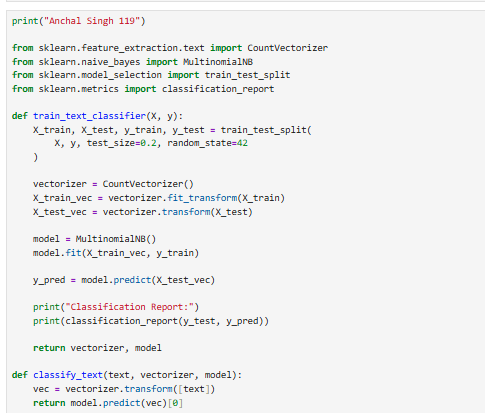 print("Anchal Singh 119")
from sklearn.feature_extraction.text import CountVectorizer
from sklearn.naive_bayes import MultinomialNB
from sklearn.model_selection import train_test_split
from sklearn.metrics import classification_report
def train_text_classifier(X, y):
    X_train, X_test, y_train, y_test = train_test_split(
        X, y, test_size=0.2, random_state=42
    )
    vectorizer = CountVectorizer()
    X_train_vec = vectorizer.fit_transform(X_train)
    X_test_vec = vectorizer.transform(X_test)
    model = MultinomialNB()
    model.fit(X_train_vec, y_train)
    y_pred = model.predict(X_test_vec)
    print("Classification Report:")
    print(classification_report(y_test, y_pred))
    return vectorizer, model
def classify_text(text, vectorizer, model):
    vec = vectorizer.transform([text])
    return model.predict(vec)[0]